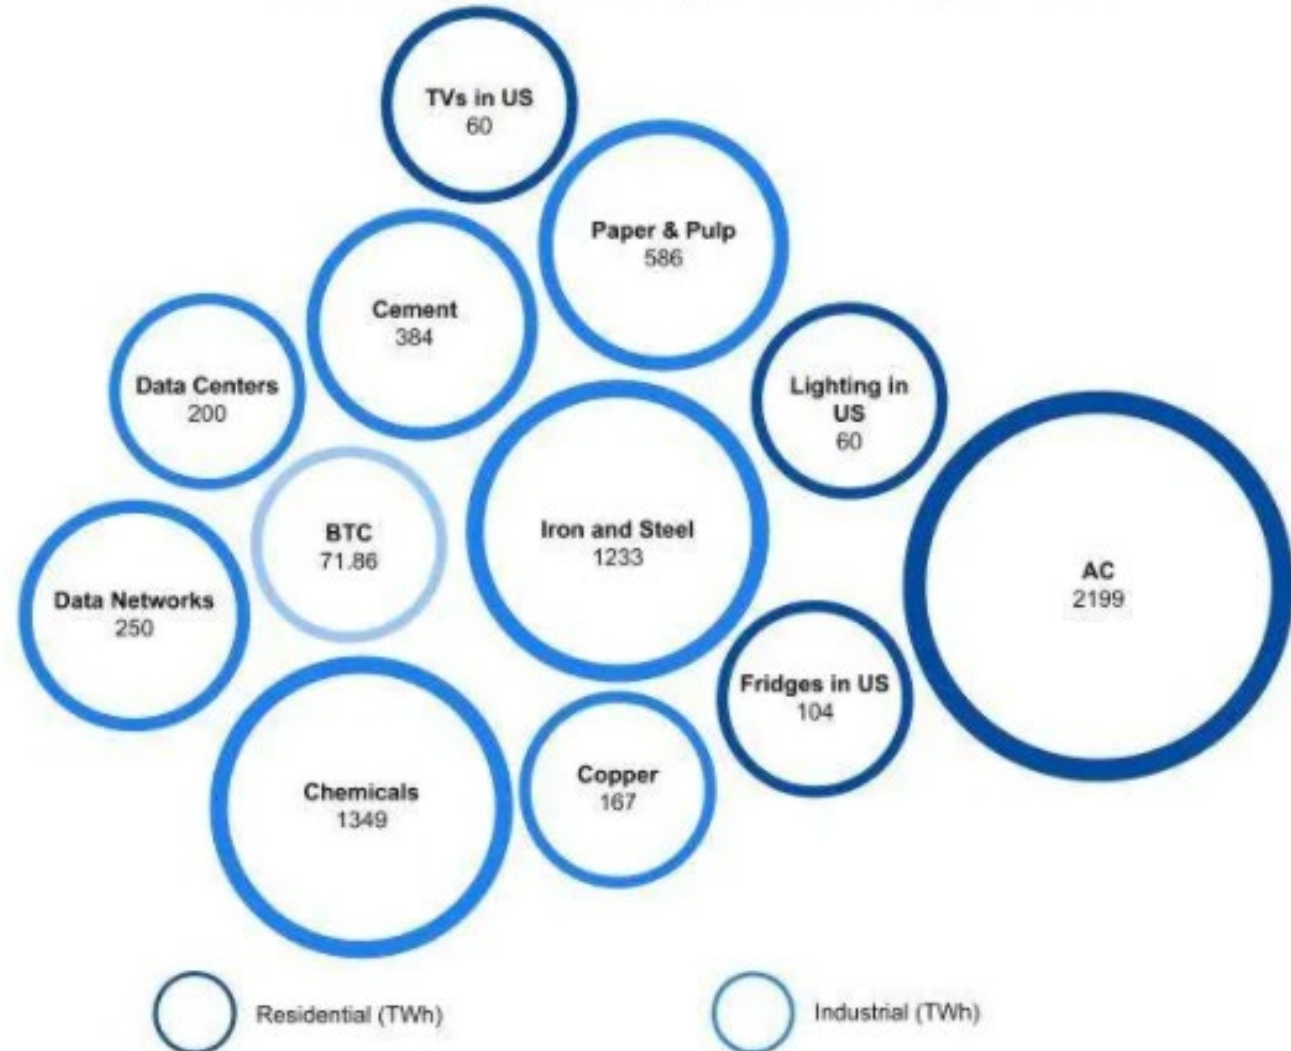 TVs in US
60
Paper & Pulp
586
Cement
384
Data Centers
200
Lighting in
US
60
BTC
71.86
Iron and Steel
1233
AC
2199
Data Networks
250
Fridges in US
104
Chemicals
1349
Copper
167
Residential (TWh)
Industrial (TWh)